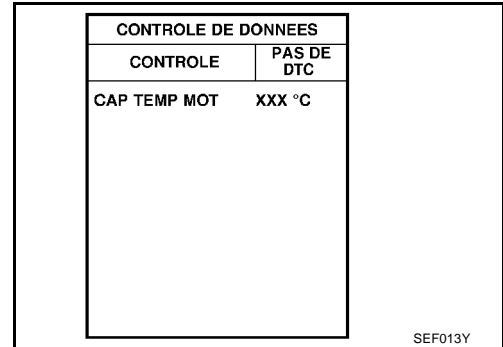 CONTROLE DE DONNEES
CONTROLE PAS DE DTC
CAP TEMP MOT XXX °C
SEF013Y